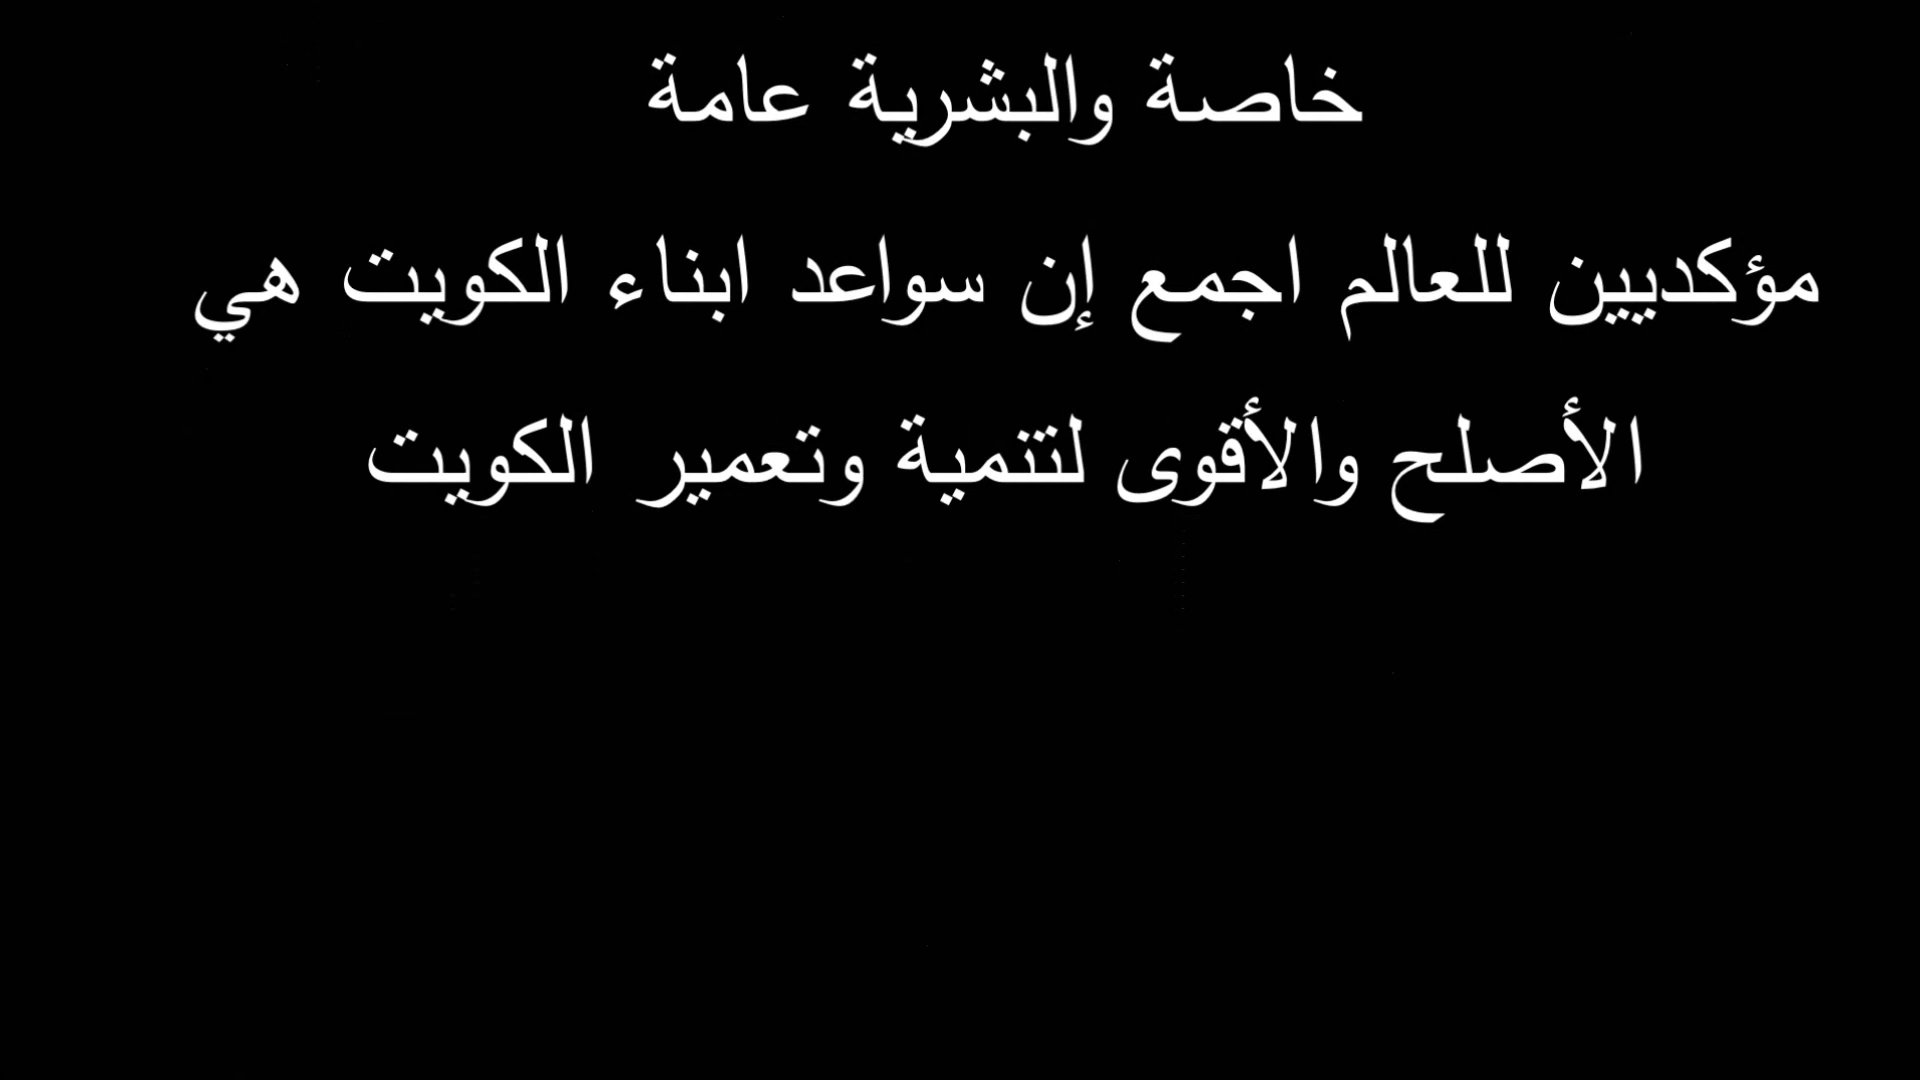 خاصة والبشرية عامة
مؤكديين للعالم اجمع إن سواعد ابناء الكويت هي
الأصلح والأقوى لتنمية وتعمير الكويت